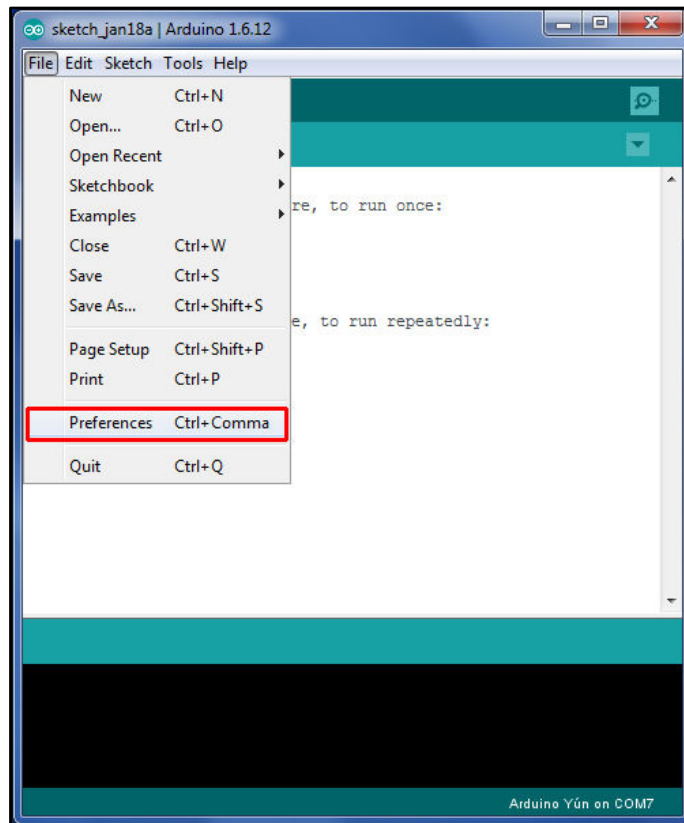 sketch_jan18a | Arduino 1.6.12
File Edit Sketch Tools Help
New Ctrl+N
Open... Ctrl+O
Open Recent
Sketchbook
Examples
re, to run once:
Close Ctrl+W
Save Ctrl+S
Save As... Ctrl+Shift+S
e, to run repeatedly:
Page Setup Ctrl+Shift+P
Print Ctrl+P
Preferences Ctrl+Comma
Quit Ctrl+Q
Arduino Yún on COM7